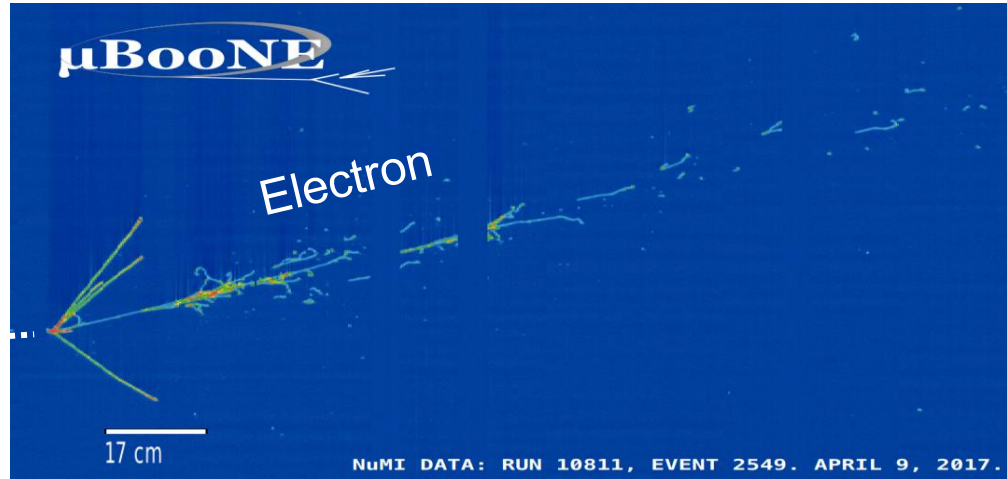 µBooNE
Electron
17 cm
NuMI DATA: RUN 10811, EVENT 2549. APRIL 9, 2017.